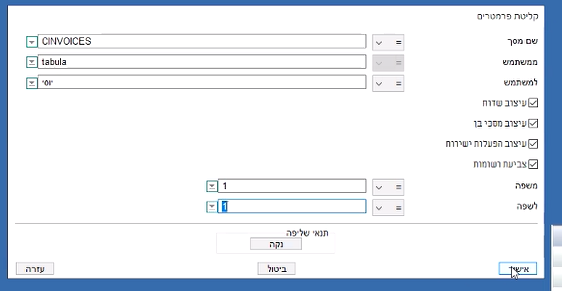 קליטת פרמטרים
שם מסך = CINVOICES
ממשתמש = tabula
למשתמש = יוסי
עיצוב שדות
עיצוב מסכי בן
עיצוב הפעלות ישירות
צביעת רשומות
משפה = 1
לשפה = 1
תנאי שליפה
נקה
אישור ביטול עזרה